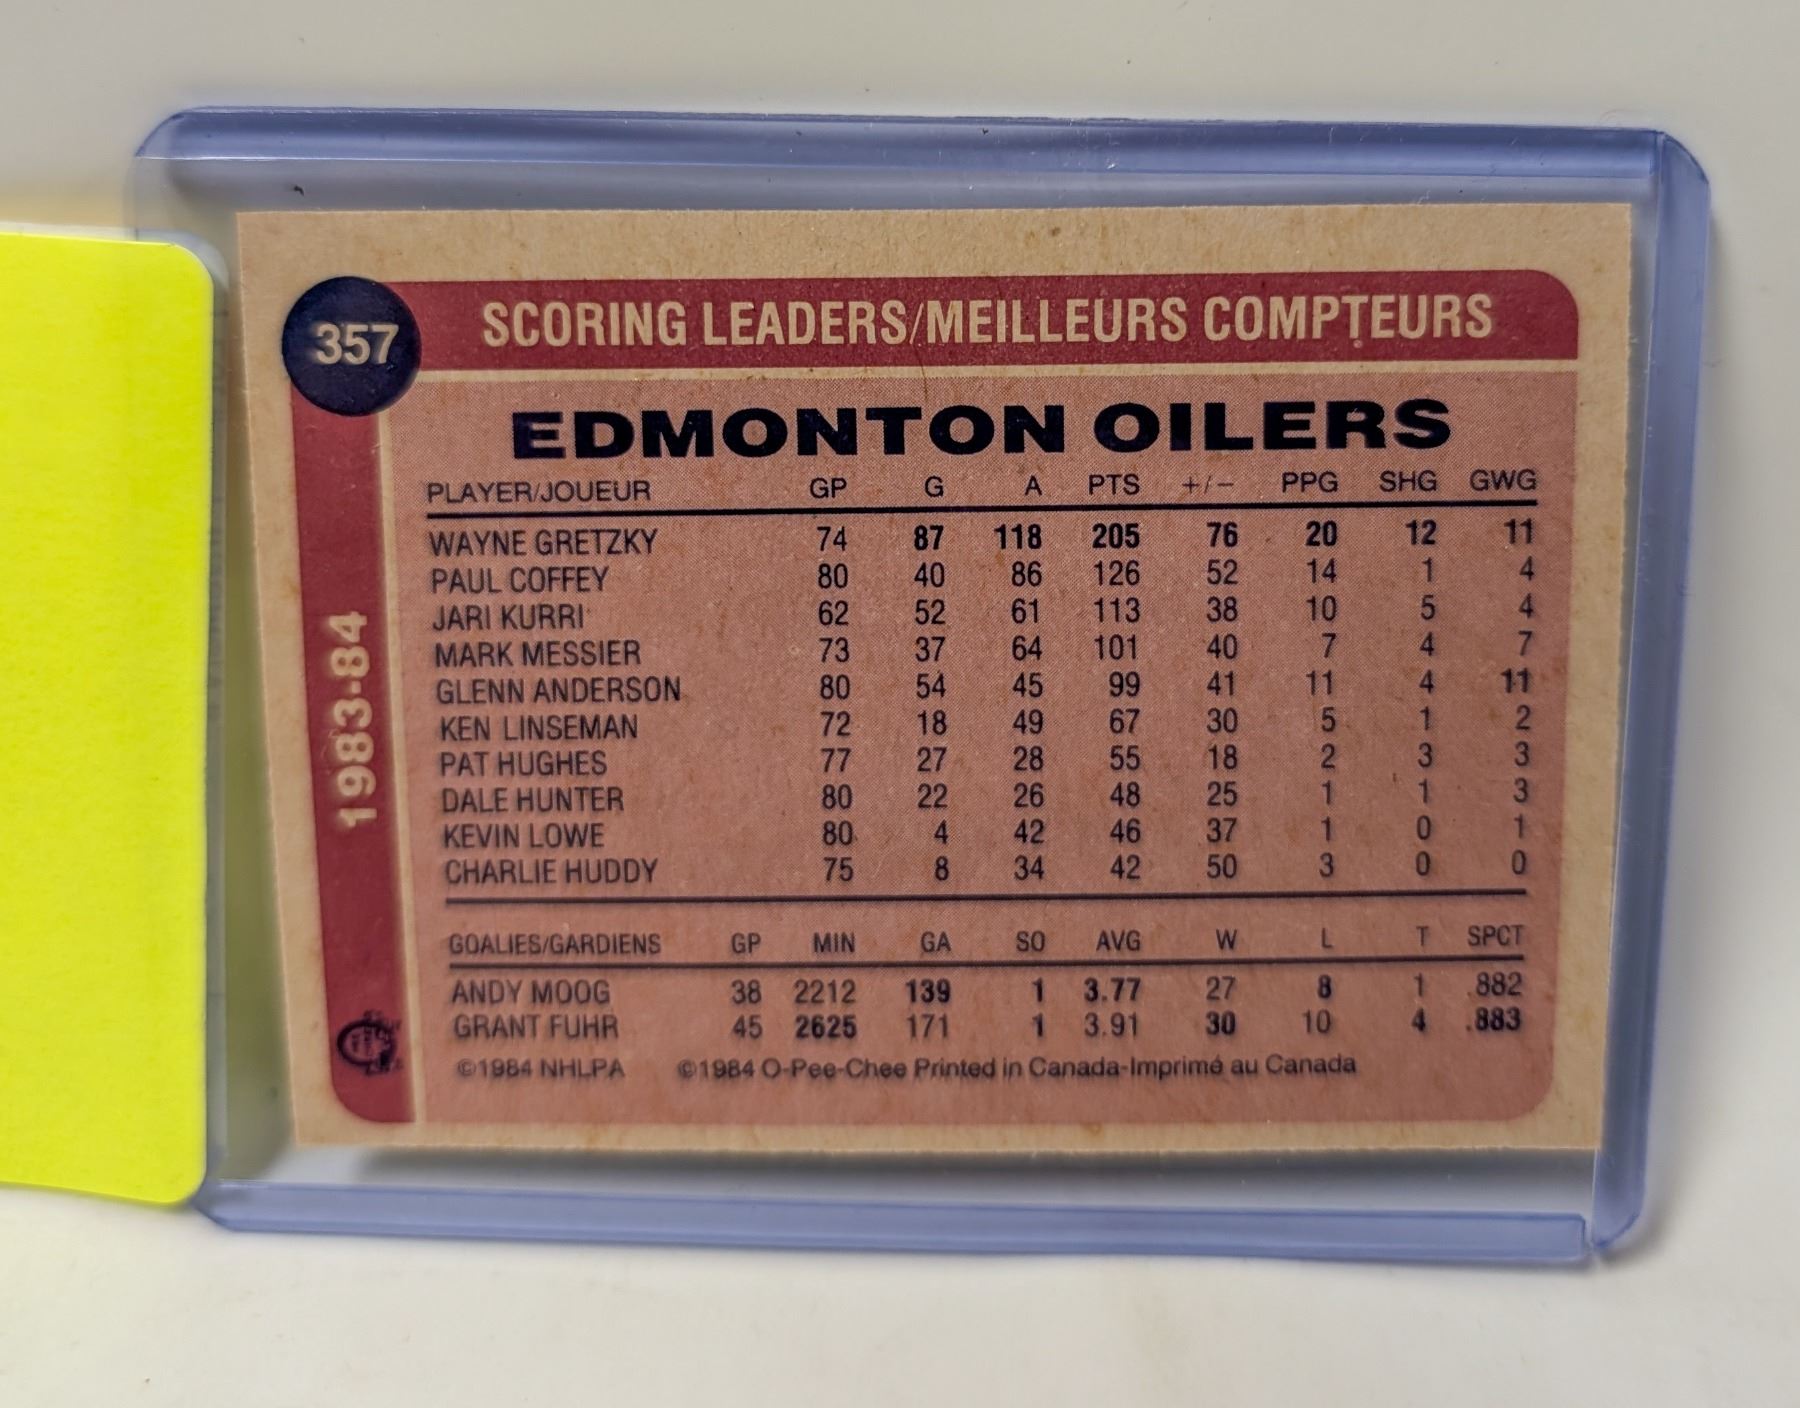 357
SCORING LEADERS/MEILLEURS COMPTEURS
1983-84
EDMONTON OILERS
PLAYER/JOUEUR GP G A PTS +/− PPG SHG GWG
WAYNE GRETZKY 74 87 118 205 76 20 12 11
PAUL COFFEY 80 40 86 126 52 14 1 4
JARI KURRI 62 52 61 113 38 10 5 4
MARK MESSIER 73 37 64 101 40 7 4 7
GLENN ANDERSON 80 54 45 99 41 11 4 11
KEN LINSEMAN 72 18 49 67 30 5 1 2
PAT HUGHES 77 27 28 55 18 2 3 3
DALE HUNTER 80 22 26 48 25 1 1 3
KEVIN LOWE 80 4 42 46 37 1 0 1
CHARLIE HUDDY 75 8 34 42 50 3 0 0
GOALIES/GARDIENS GP MIN GA SO AVG W L T SPCT
ANDY MOOG 38 2212 139 1 3.77 27 8 1 .882
GRANT FUHR 45 2625 171 1 3.91 30 10 4 .883
©1984 NHLPA ©1984 O-Pee-Chee Printed in Canada-Imprimé au Canada